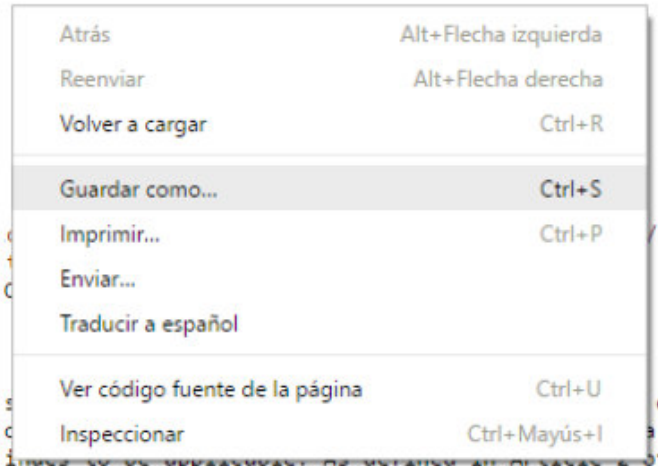 Atrás Alt+Flecha izquierda
Reenviar Alt+Flecha derecha
Volver a cargar Ctrl+R
Guardar como... Ctrl+S
Imprimir... Ctrl+P
Enviar...
Traducir a español
Ver código fuente de la página Ctrl+U
Inspeccionar Ctrl+Mayús+I